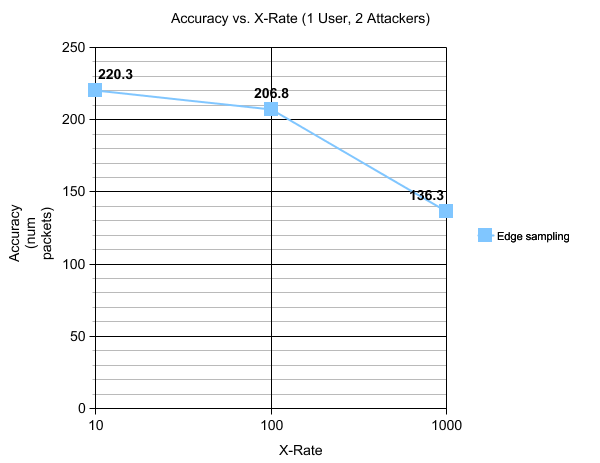 Accuracy vs. X-Rate (1 User, 2 Attackers)
250
220.3
206.8
200
150
136.3
Accuracy
(num
packets)
Edge sampling
100
50
0
10 100 1000
X-Rate